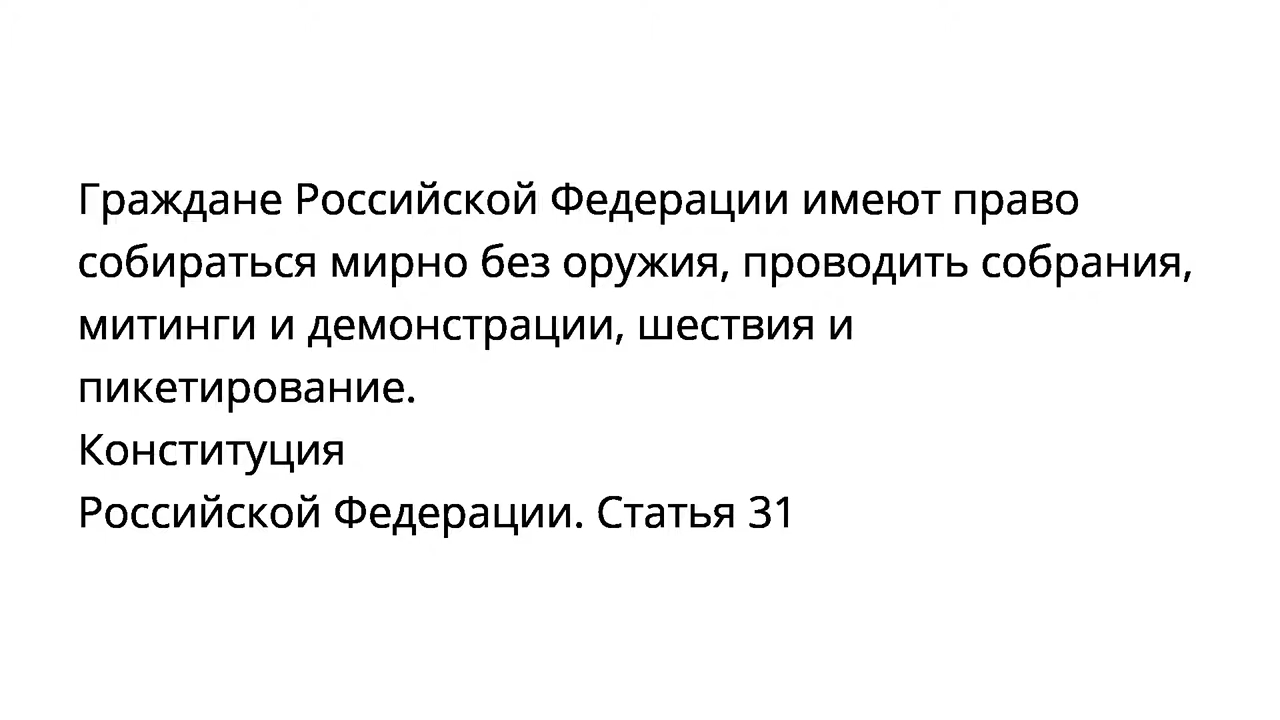 Граждане Российской Федерации имеют право
собираться мирно без оружия, проводить собрания,
митинги и демонстрации, шествия и
пикетирование.
Конституция
Российской Федерации. Статья 31